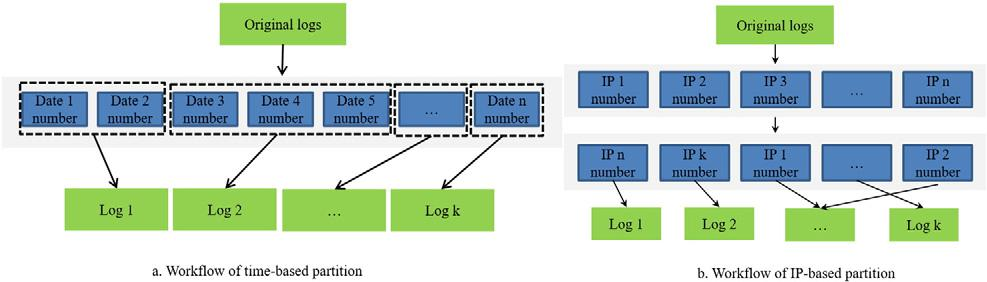 Original logs
Date 1 number
Date 2 number
Date 3 number
Date 4 number
Date 5 number
...
Date n number
Log 1
Log 2
...
Log k
a. Workflow of time-based partition
Original logs
IP 1 number
IP 2 number
IP 3 number
...
IP n number
IP n number
IP k number
IP 1 number
...
IP 2 number
Log 1
Log 2
...
Log k
b. Workflow of IP-based partition